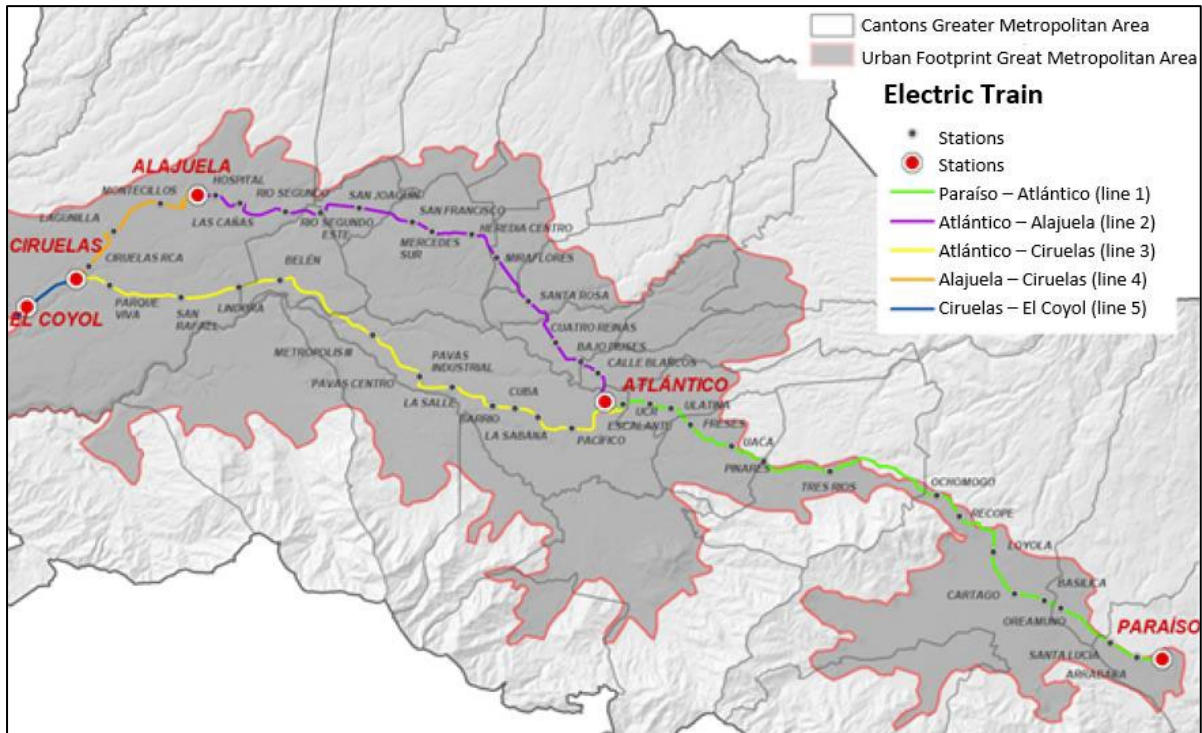 Cantons Greater Metropolitan Area
Urban Footprint Great Metropolitan Area
Electric Train
Stations
Stations
Paraíso – Atlántico (line 1)
Atlántico – Alajuela (line 2)
Atlántico – Ciruelas (line 3)
Alajuela – Ciruelas (line 4)
Ciruelas – El Coyol (line 5)
ALAJUELA
HOSPITAL
MONTECILLOS
RIO SEGUNDO
SAN JOAQUÍN
LAGUNILLA
LAS CAÑAS
RIO SEGUNDO
ESTE
SAN FRANCISCO
HEREDIA CENTRO
MERCEDES
SUR
CIRUELAS
CIRUELAS RCA
BELÉN
MIRAFLORES
PARQUE
VIVA
SAN
RAFAEL
LINDORA
SANTA ROSA
EL COYOL
CUATRO REINAS
METROPOLIS III
PAVAS
INDUSTRIAL
CALLE BLANCOS
PAVAS CENTRO
CUBA
ATLÁNTICO
LA SALLE
BARRIO
UCR
ULATINA
ESCALANTE
FRESES
LA SABANA
PACÍFICO
UACA
PINARES
TRES RIOS
OCHOMOGO
RECOPE
LOYOLA
BASILICA
CARTAGO
OREAMUNO
PARAÍSO
SANTA LUCIA